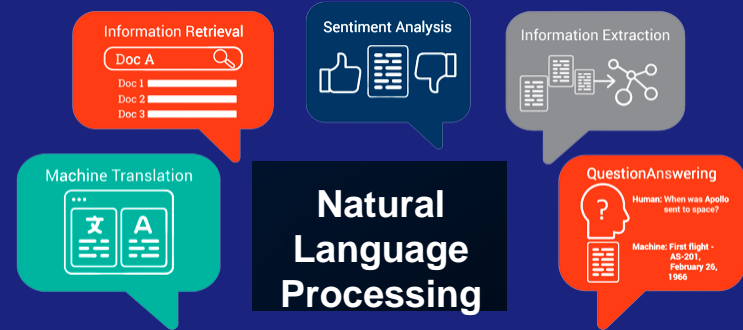 Information Retrieval
Doc A
Doc 1
Doc 2
Doc 3
Sentiment Analysis
Information Extraction
Machine Translation
文 A
Natural
Language
Processing
QuestionAnswering
?
Human: When was Apollo
sent to space?
Machine: First flight -
AS-201,
February 26,
1966